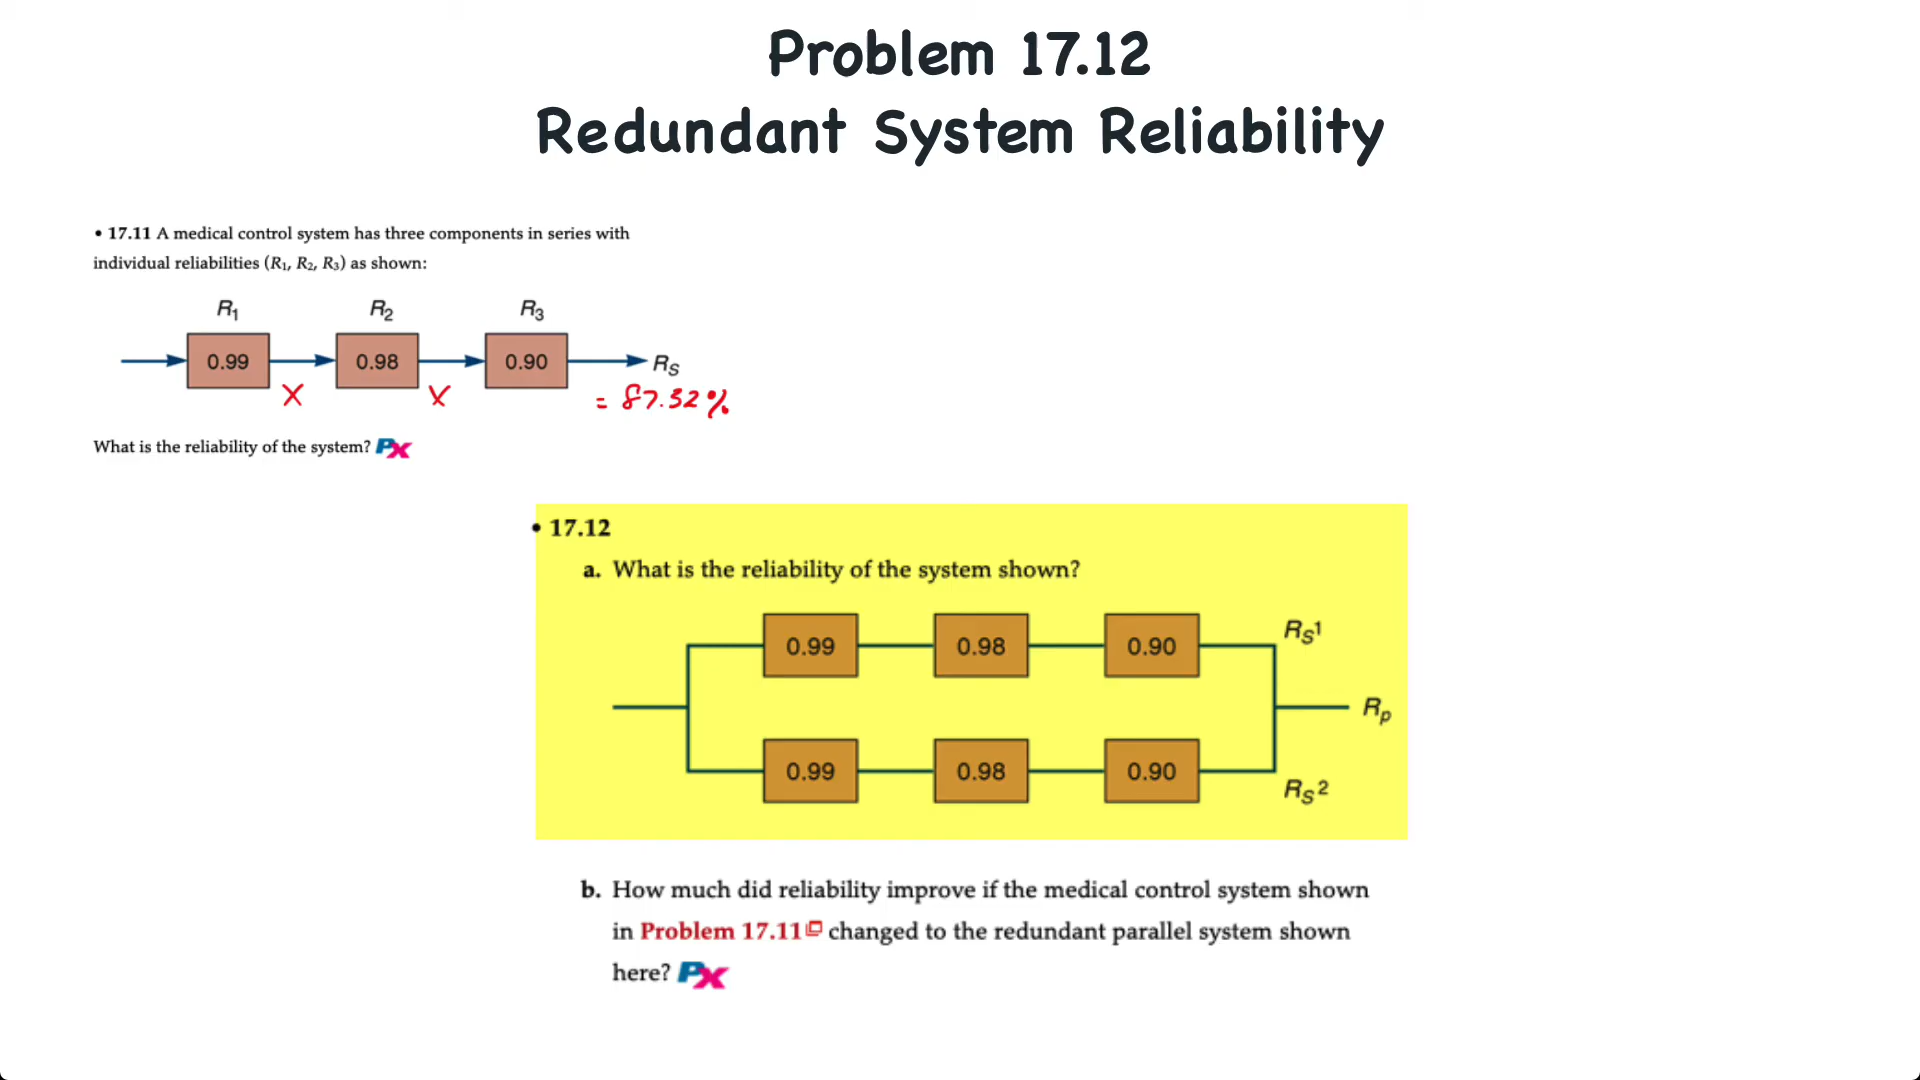 Problem 17.12
Redundant System Reliability
• 17.11 A medical control system has three components in series with
individual reliabilities (R₁, R₂, R₃) as shown:
R₁ R₂ R₃
0.99 0.98 0.90 Rₛ
X X = 87.32%
What is the reliability of the system? PX
• 17.12
a. What is the reliability of the system shown?
0.99 0.98 0.90 Rₛ¹
Rₚ
0.99 0.98 0.90 Rₛ²
b. How much did reliability improve if the medical control system shown
in Problem 17.11 changed to the redundant parallel system shown
here? PX